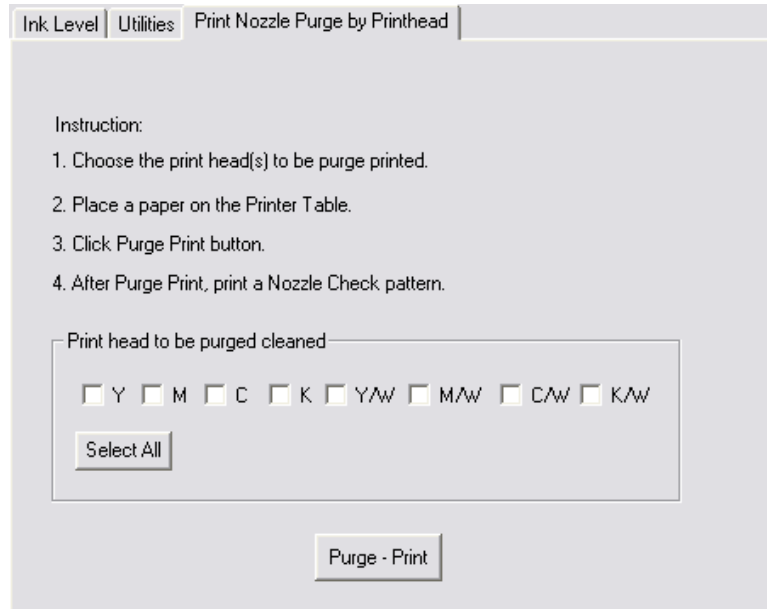 Ink Level Utilities Print Nozzle Purge by Printhead
Instruction:
1. Choose the print head(s) to be purge printed.
2. Place a paper on the Printer Table.
3. Click Purge Print button.
4. After Purge Print, print a Nozzle Check pattern.
Print head to be purged cleaned
Y M C K Y/W M/W C/W K/W
Select All
Purge - Print